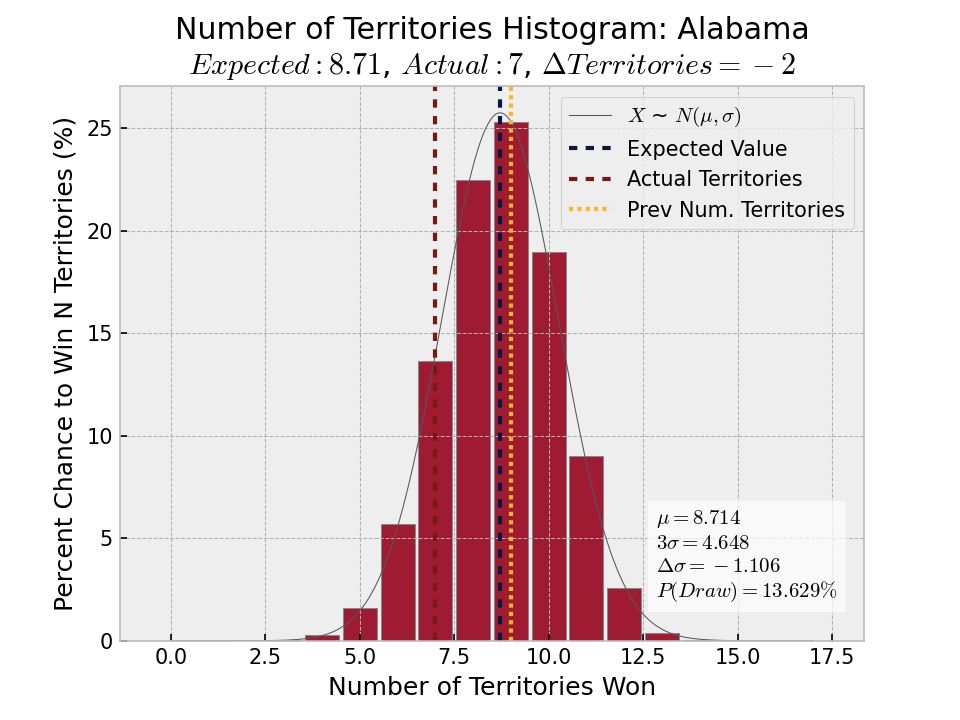 Number of Territories Histogram: Alabama
Expected : 8.71, Actual : 7, ΔTerritories = −2
Percent Chance to Win N Territories (%)
25
20
15
10
5
0
X ~ N(μ, σ)
Expected Value
Actual Territories
Prev Num. Territories
μ = 8.714
3σ = 4.648
Δσ = −1.106
P(Draw) = 13.629%
0.0 2.5 5.0 7.5 10.0 12.5 15.0 17.5
Number of Territories Won